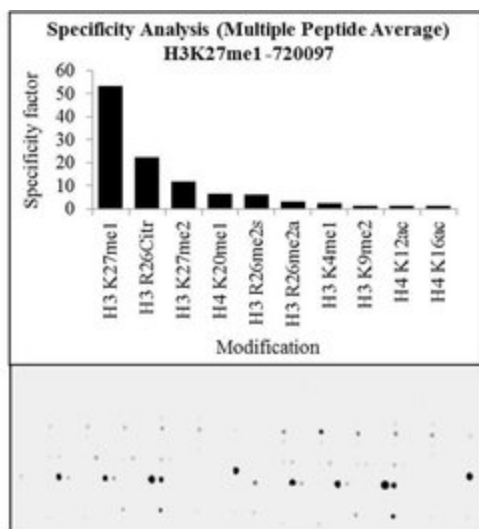 Specificity Analysis (Multiple Peptide Average)
H3K27me1 -720097
Specificity factor
60
50
40
30
20
10
0
H3 K27me1
H3 R26Citr
H3 K27me2
H4 K20me1
H3 R26me2s
H3 R26me2a
H3 K4me1
H3 K9me2
H4 K12ac
H4 K16ac
Modification